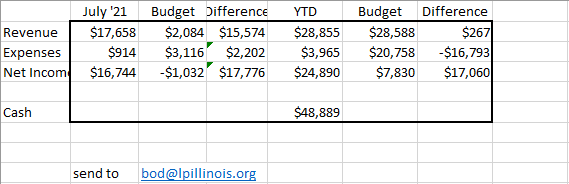 July '21 Budget Difference YTD Budget Difference
Revenue $17,658 $2,084 $15,574 $28,855 $28,588 $267
Expenses $914 $3,116 $2,202 $3,965 $20,758 -$16,793
Net Incom $16,744 -$1,032 $17,776 $24,890 $7,830 $17,060
Cash $48,889
send to bod@lpillinois.org